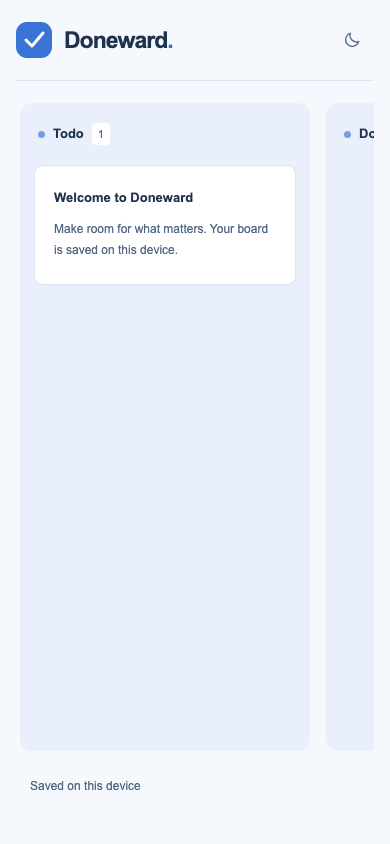 Doneward.
Todo 1
Do
Welcome to Doneward
Make room for what matters. Your board
is saved on this device.
Saved on this device